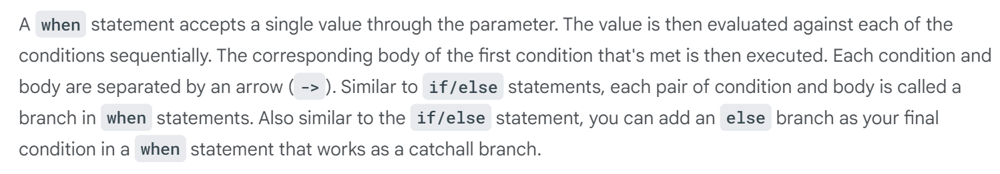 A when statement accepts a single value through the parameter. The value is then evaluated against each of the
conditions sequentially. The corresponding body of the first condition that's met is then executed. Each condition and
body are separated by an arrow ( -> ). Similar to if/else statements, each pair of condition and body is called a
branch in when statements. Also similar to the if/else statement, you can add an else branch as your final
condition in a when statement that works as a catchall branch.